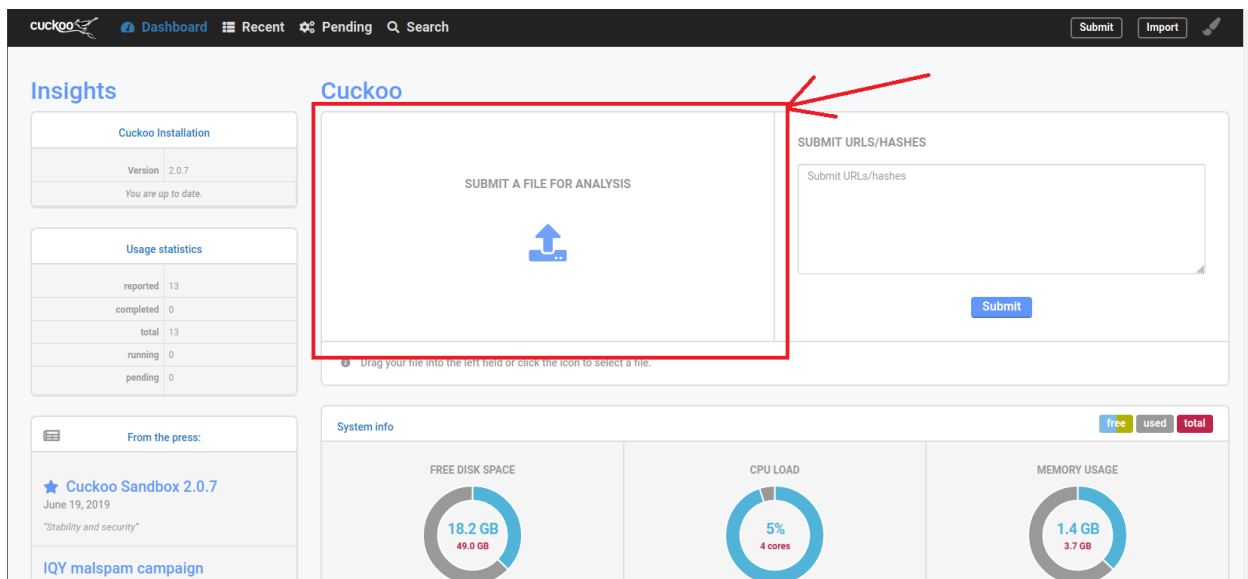 cuckoo Dashboard Recent Pending Search Submit Import
Insights
Cuckoo Installation
Version 2.0.7
You are up to date.
Usage statistics
reported 13
completed 0
total 13
running 0
pending 0
From the press:
Cuckoo Sandbox 2.0.7
June 19, 2019
"Stability and security"
IQY malspam campaign
Cuckoo
SUBMIT A FILE FOR ANALYSIS
SUBMIT URLS/HASHES
Submit URLs/hashes
Submit
Drag your file into the left field or click the icon to select a file.
System info
free used total
FREE DISK SPACE
18.2 GB
49.0 GB
CPU LOAD
5%
4 cores
MEMORY USAGE
1.4 GB
3.7 GB